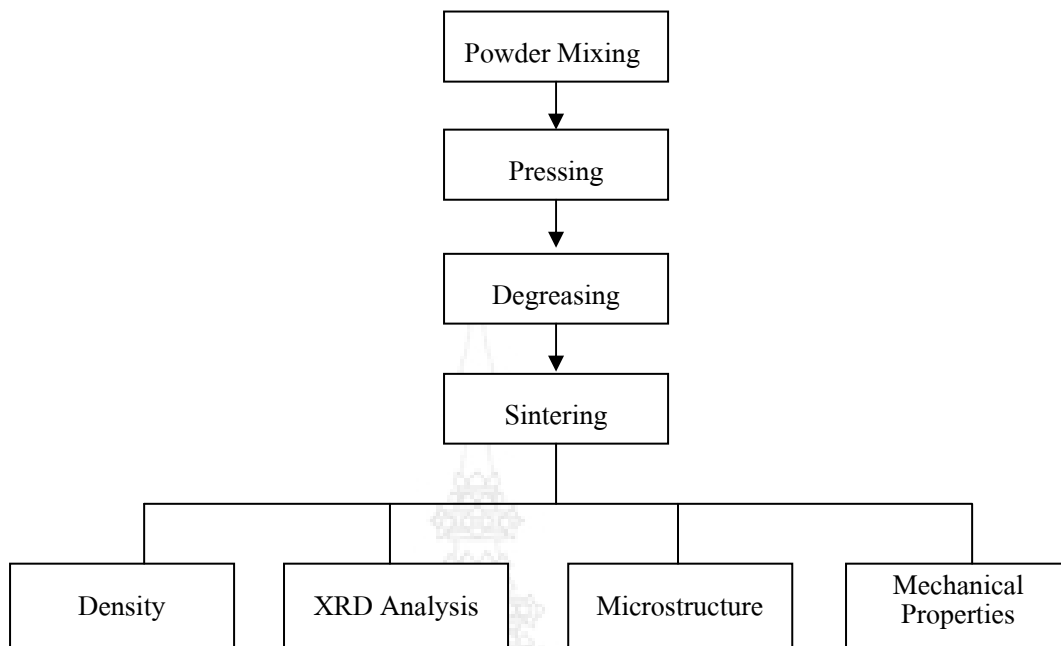 Powder Mixing
Pressing
Degreasing
Sintering
Density
XRD Analysis
Microstructure
Mechanical
Properties